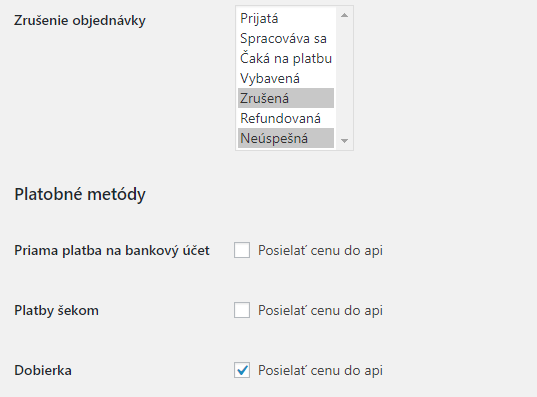 Zrušenie objednávky
Prijatá
Spracováva sa
Čaká na platbu
Vybavená
Zrušená
Refundovaná
Neúspešná
Platobné metódy
Priama platba na bankový účet
Posielať cenu do api
Platby šekom
Posielať cenu do api
Dobierka
Posielať cenu do api